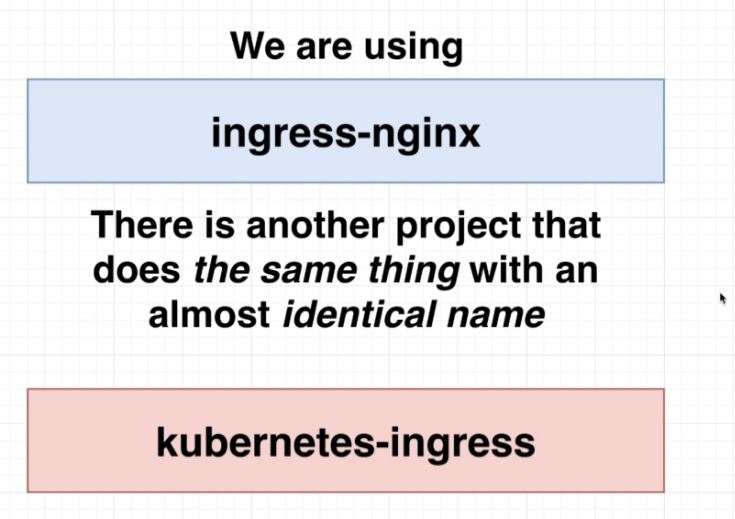 We are using
ingress-nginx
There is another project that
does the same thing with an
almost identical name
kubernetes-ingress